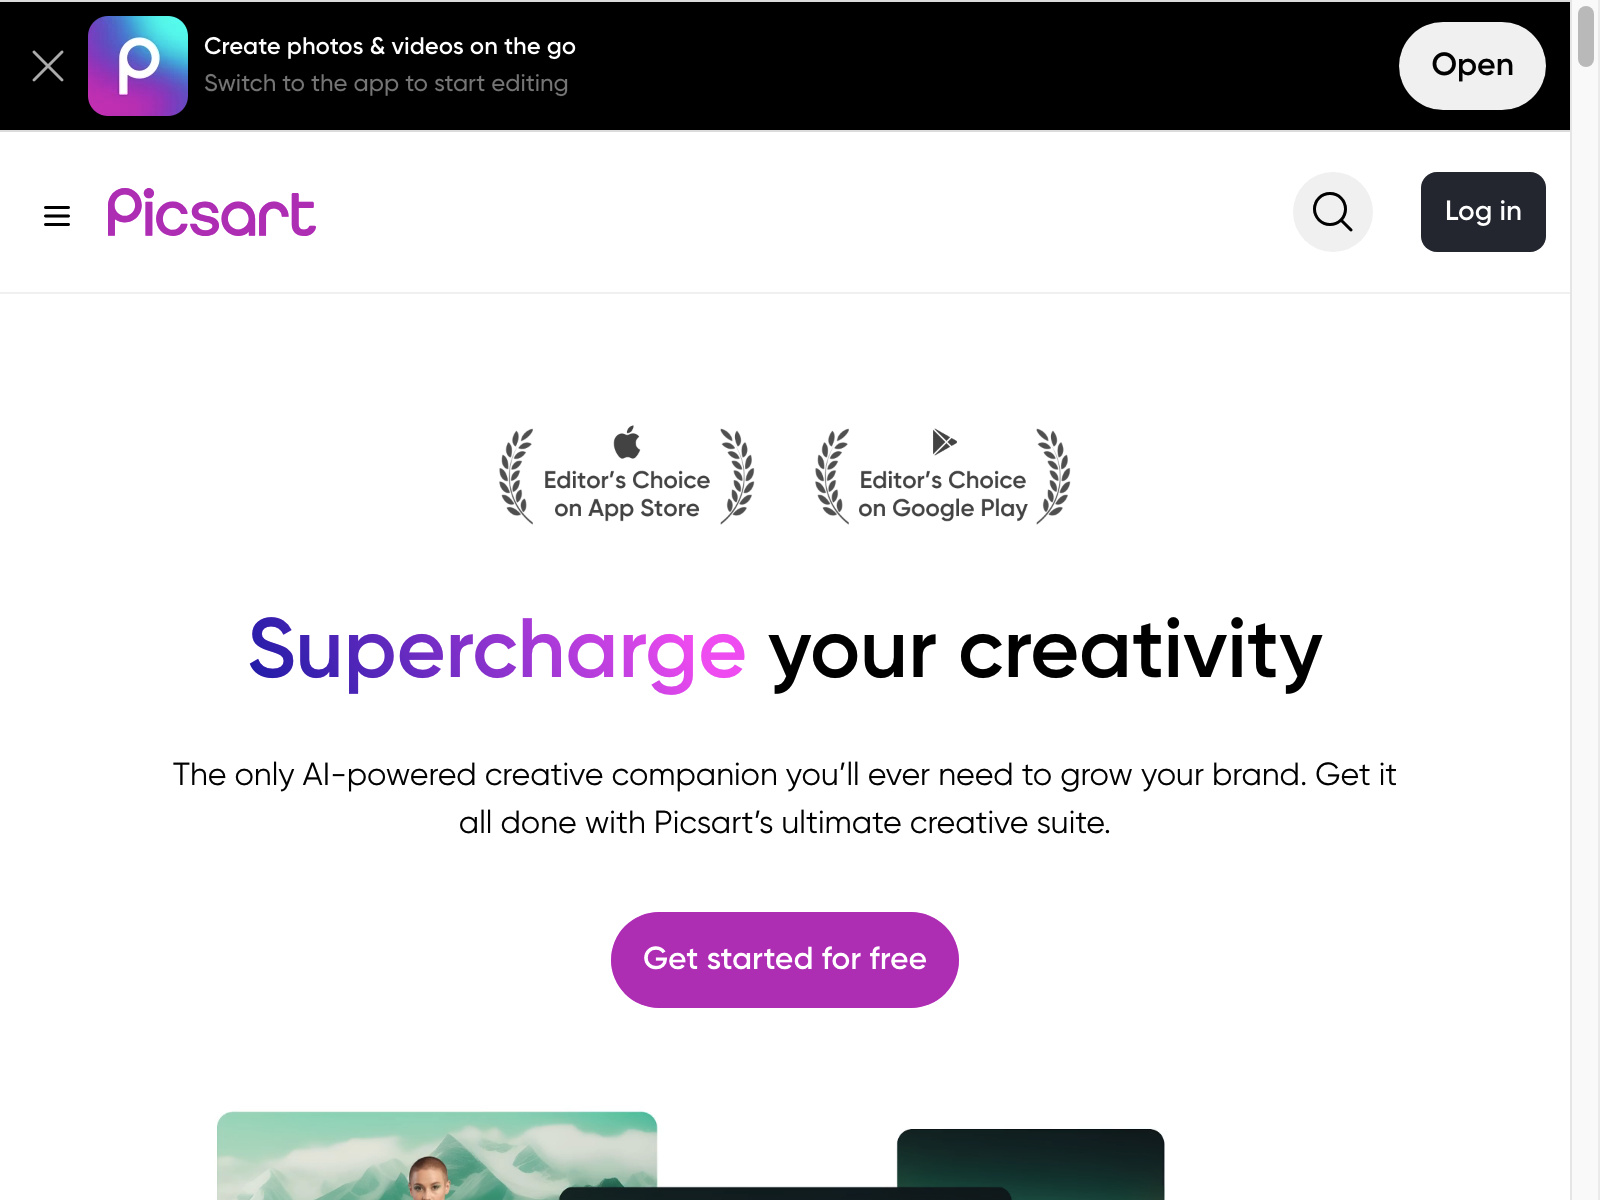 Create photos & videos on the go
Switch to the app to start editing
Open
Picsart
Log in
Editor’s Choice
on App Store
Editor’s Choice
on Google Play
Supercharge your creativity
The only AI-powered creative companion you’ll ever need to grow your brand. Get it
all done with Picsart’s ultimate creative suite.
Get started for free